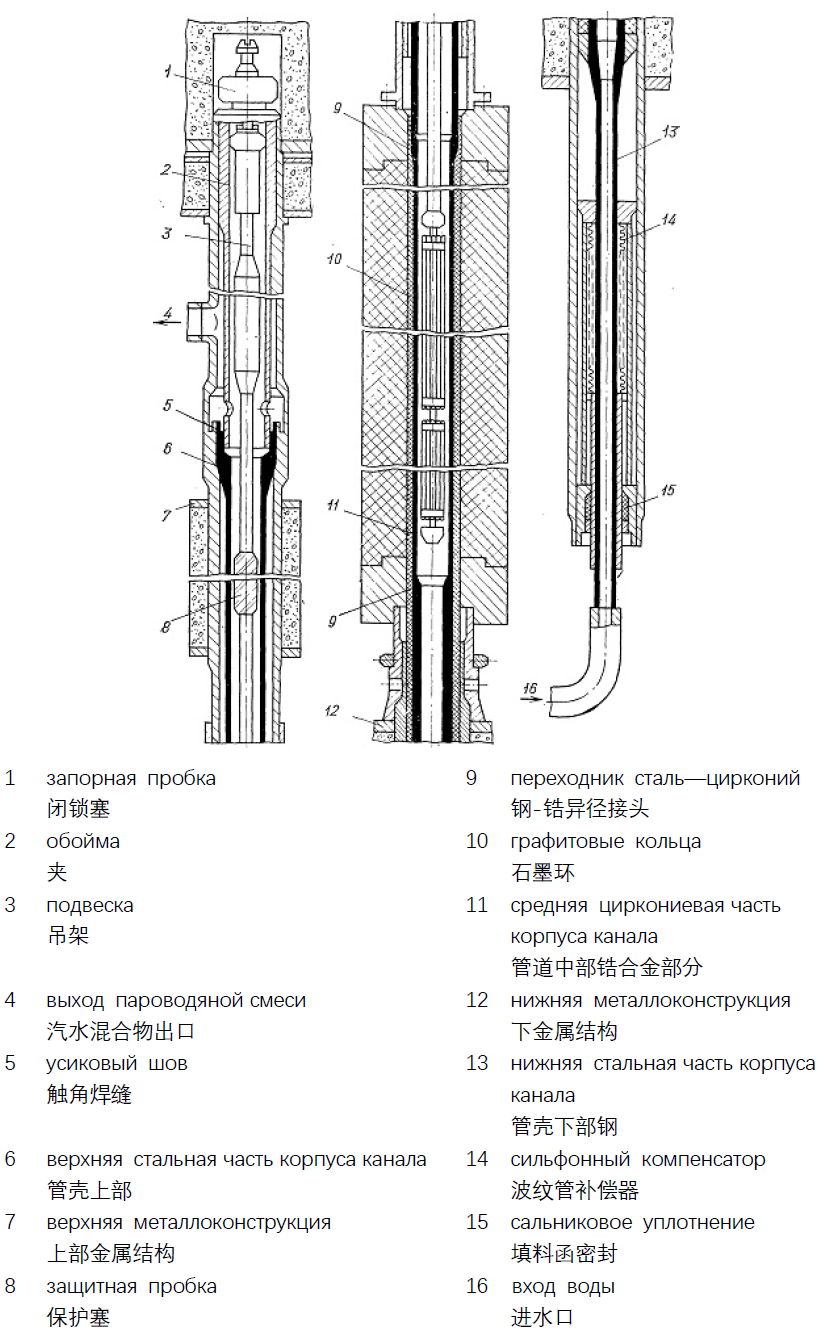 1
2
3
4
5
6
7
8
9
10
11
9
12
13
14
15
16
1 запорная пробка
闭锁塞
2 обойма
夹
3 подвеска
吊架
4 выход пароводяной смеси
汽水混合物出口
5 усиковый шов
触角焊缝
6 верхняя стальная часть корпуса канала
管壳上部
7 верхняя металлоконструкция
上部金属结构
8 защитная пробка
保护塞
9 переходник сталь—цирконий
钢-锆异径接头
10 графитовые кольца
石墨环
11 средняя циркониевая часть
корпуса канала
管道中部锆合金部分
12 нижняя металлоконструкция
下金属结构
13 нижняя стальная часть корпуса
канала
管壳下部钢
14 сильфонный компенсатор
波纹管补偿器
15 сальниковое уплотнение
填料函密封
16 вход воды
进水口